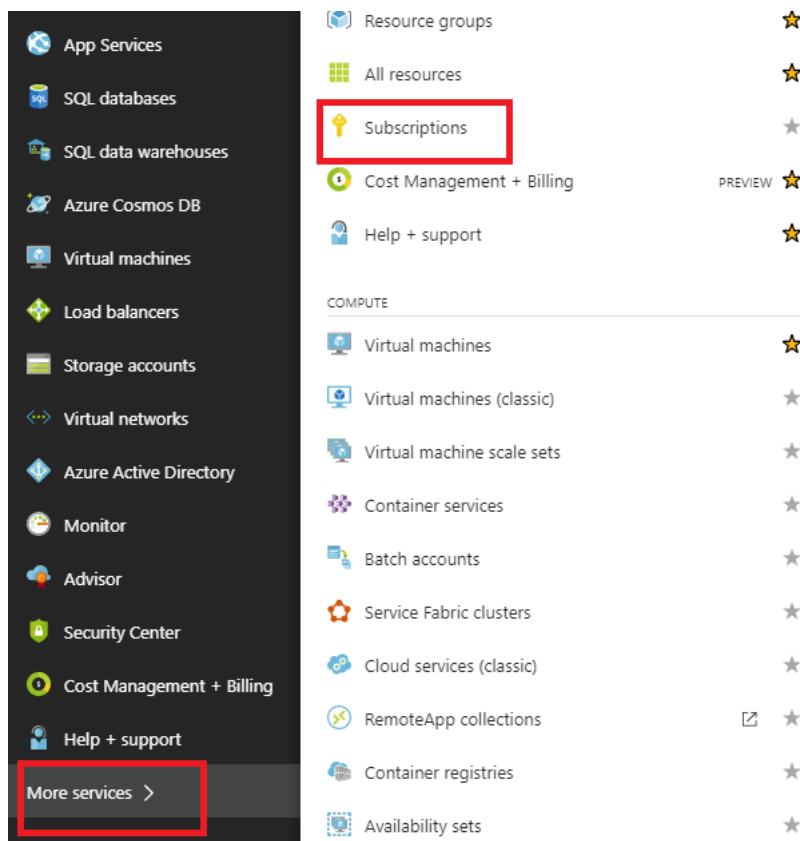 App Services
SQL databases
SQL data warehouses
Azure Cosmos DB
Virtual machines
Load balancers
Storage accounts
Virtual networks
Azure Active Directory
Monitor
Advisor
Security Center
Cost Management + Billing
Help + support
More services
Resource groups
All resources
Subscriptions
Cost Management + Billing PREVIEW
Help + support
COMPUTE
Virtual machines
Virtual machines (classic)
Virtual machine scale sets
Container services
Batch accounts
Service Fabric clusters
Cloud services (classic)
RemoteApp collections
Container registries
Availability sets